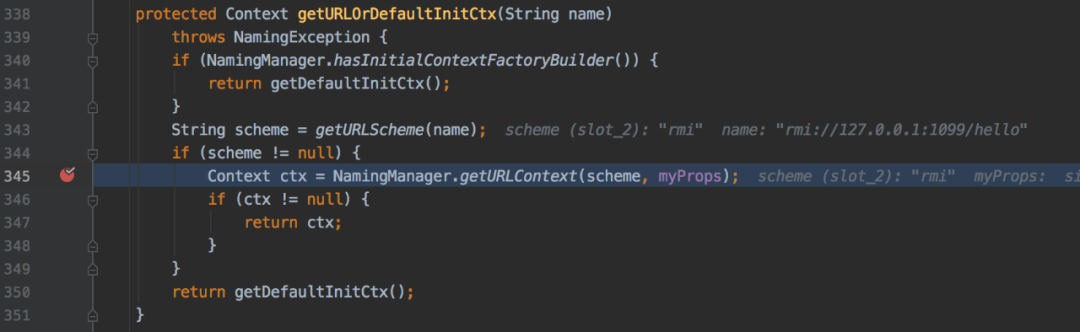 338 protected Context getURLOrDefaultInitCtx(String name)
339 throws NamingException {
340 if (NamingManager.hasInitialContextFactoryBuilder()) {
341 return getDefaultInitCtx();
342 }
343 String scheme = getURLScheme(name); scheme (slot_2): "rmi" name: "rmi://127.0.0.1:1099/hello"
344 if (scheme != null) {
345 Context ctx = NamingManager.getURLContext(scheme, myProps); scheme (slot_2): "rmi" myProps: si
346 if (ctx != null) {
347 return ctx;
348 }
349 }
350 return getDefaultInitCtx();
351 }